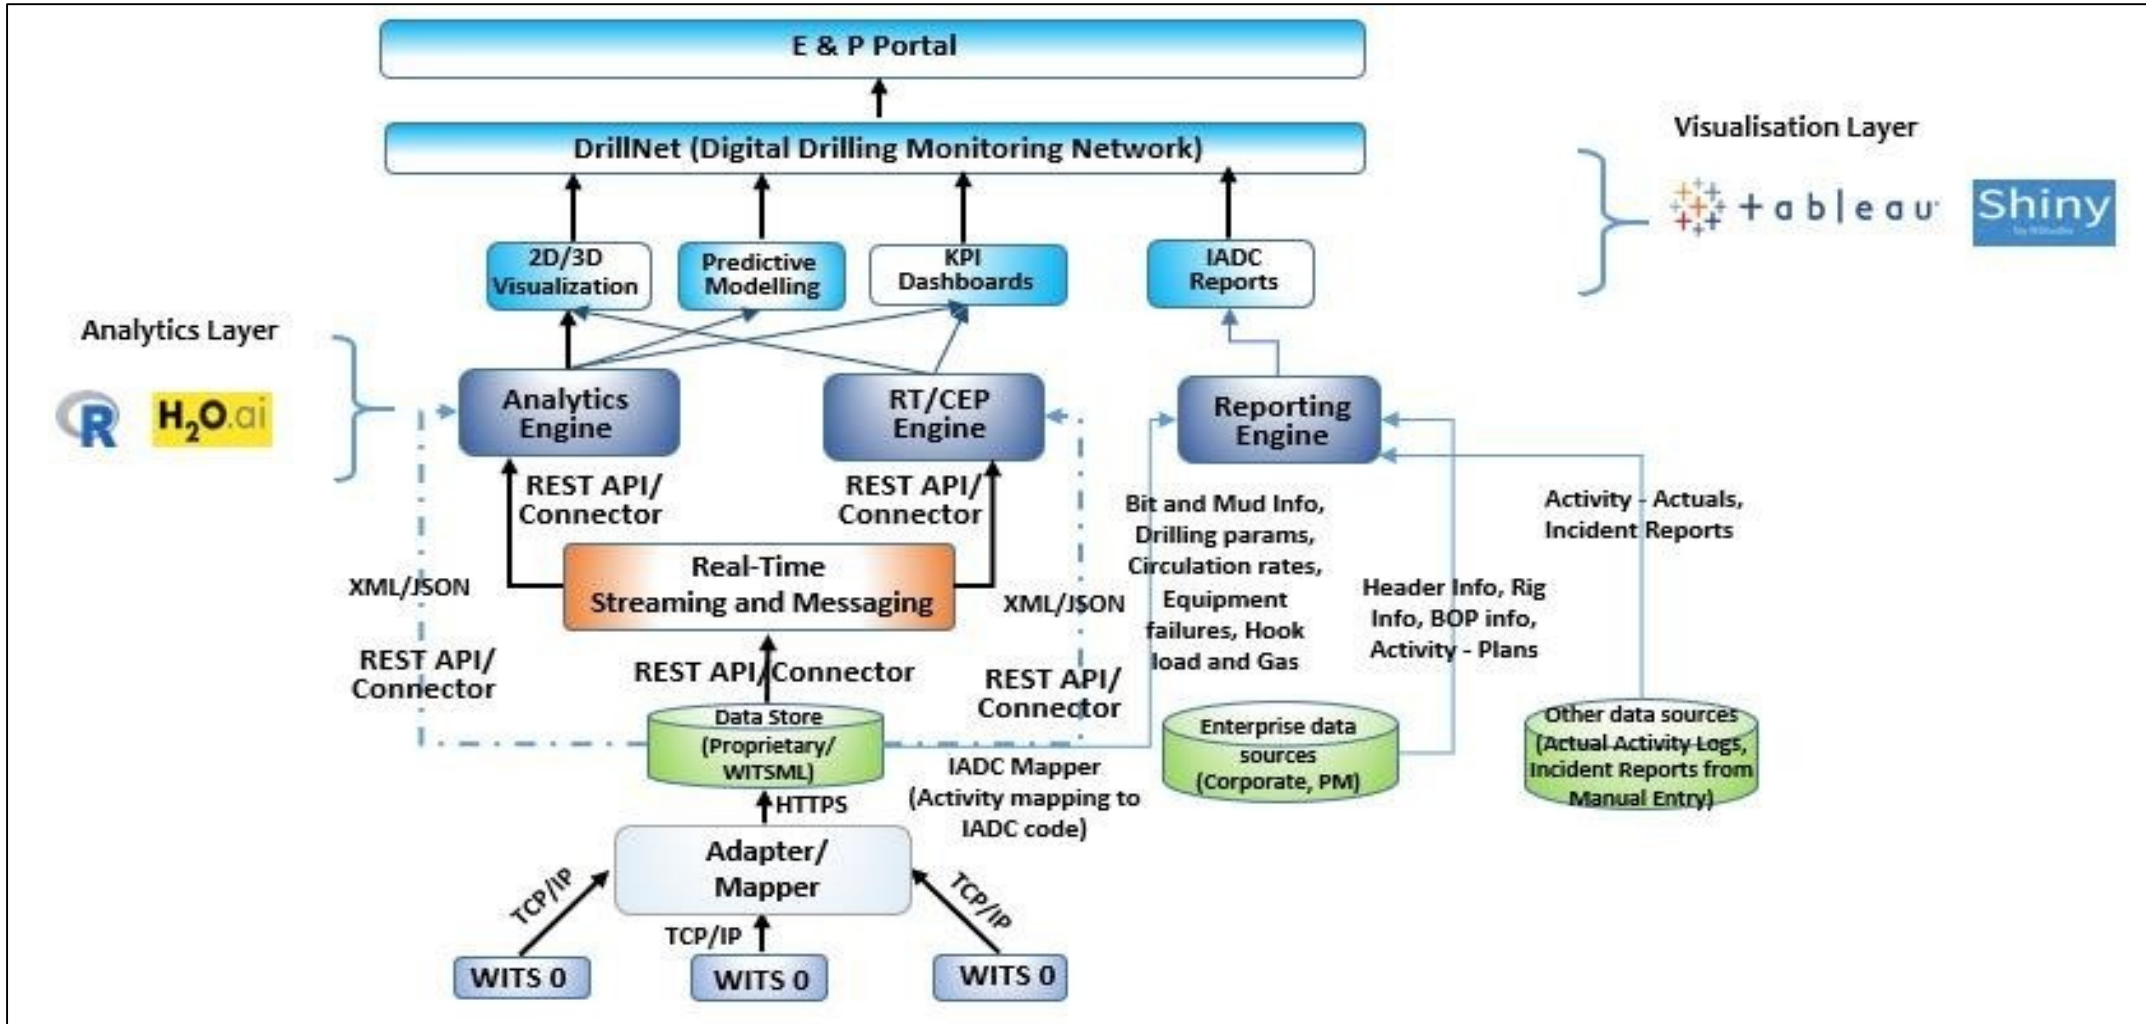 E & P Portal
DrillNet (Digital Drilling Monitoring Network)
Visualisation Layer
+ a b l e a u
Shiny
by RStudio
2D/3D
Visualization
Predictive
Modelling
KPI
Dashboards
IADC
Reports
Analytics Layer
R
H2O.ai
Analytics
Engine
RT/CEP
Engine
Reporting
Engine
REST API/
Connector
REST API/
Connector
Bit and Mud Info,
Drilling params,
Circulation rates,
Equipment
failures, Hook
load and Gas
Activity - Actuals,
Incident Reports
Real-Time
Streaming and Messaging
XML/JSON
XML/JSON
Header Info, Rig
Info, BOP info,
Activity - Plans
REST API/
Connector
REST API/Connector
REST API/
Connector
Data Store
(Proprietary/
WITSML)
Enterprise data
sources
(Corporate, PM)
Other data sources
(Actual Activity Logs,
Incident Reports from
Manual Entry)
IADC Mapper
(Activity mapping to
IADC code)
HTTPS
Adapter/
Mapper
TCP/IP
TCP/IP
TCP/IP
WITS 0
WITS 0
WITS 0